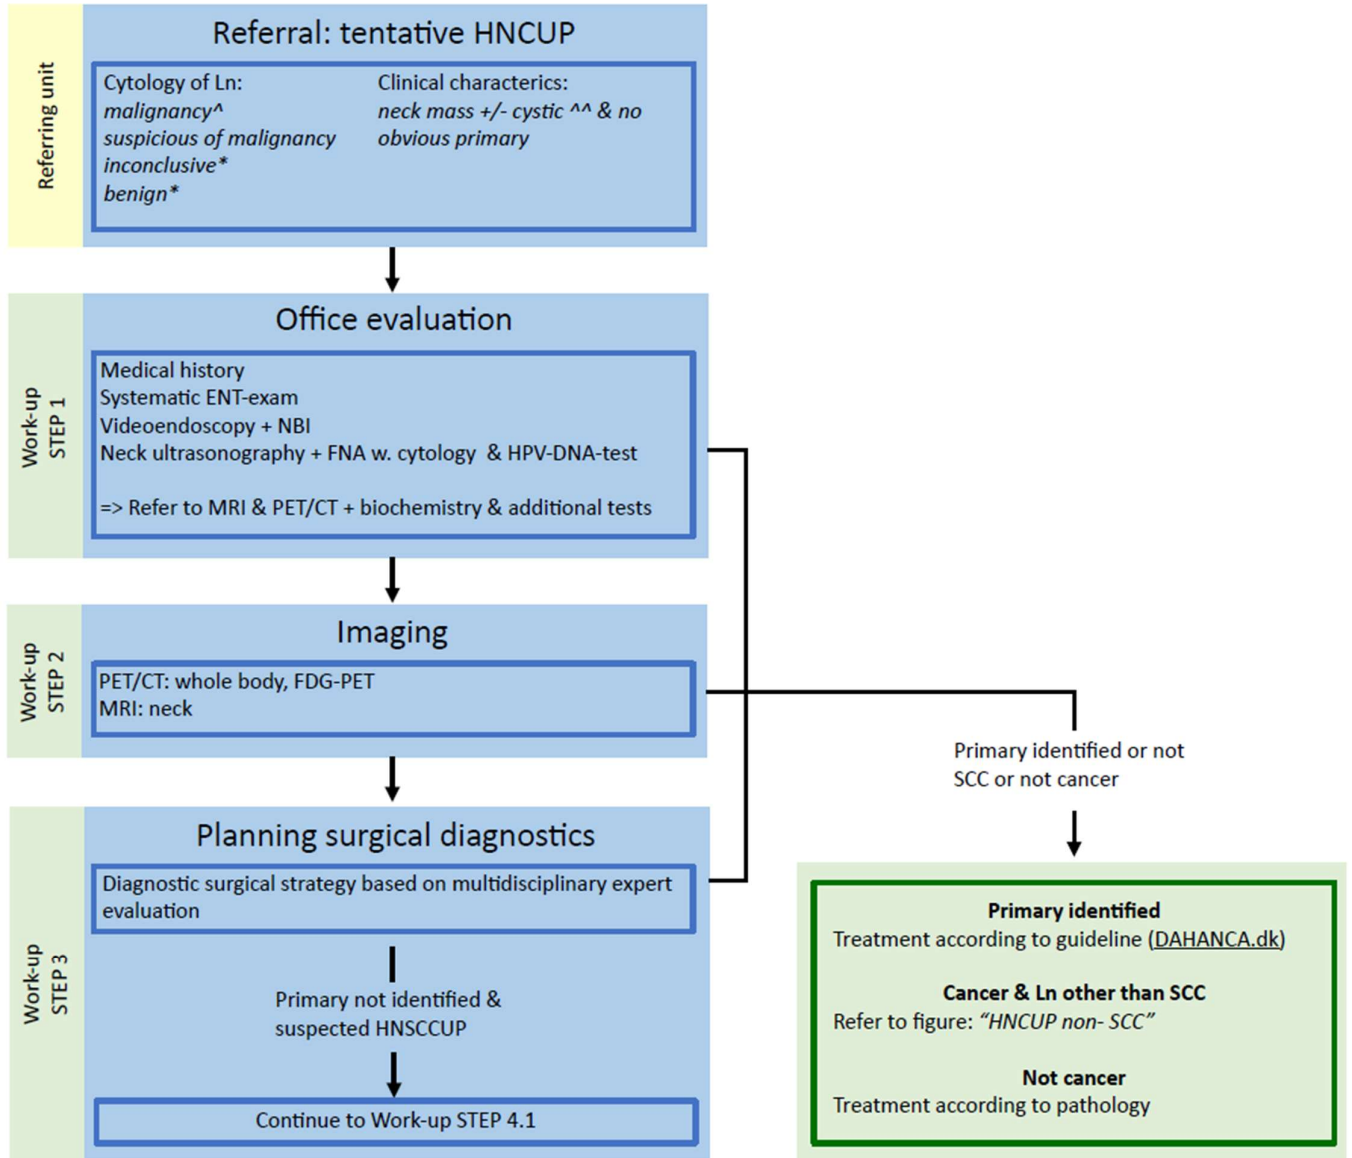 Referring unit
Referral: tentative HNCUP
Cytology of Ln:
malignancy^
suspicious of malignancy
inconclusive*
benign*
Clinical characterics:
neck mass +/- cystic ^^ & no
obvious primary
Work-up
STEP 1
Office evaluation
Medical history
Systematic ENT-exam
Videoendoscopy + NBI
Neck ultrasonography + FNA w. cytology & HPV-DNA-test
=> Refer to MRI & PET/CT + biochemistry & additional tests
Work-up
STEP 2
Imaging
PET/CT: whole body, FDG-PET
MRI: neck
Work-up
STEP 3
Planning surgical diagnostics
Diagnostic surgical strategy based on multidisciplinary expert
evaluation
Primary not identified &
suspected HNSCCUP
Continue to Work-up STEP 4.1
Primary identified or not
SCC or not cancer
Primary identified
Treatment according to guideline (DAHANCA.dk)
Cancer & Ln other than SCC
Refer to figure: “HNCUP non- SCC”
Not cancer
Treatment according to pathology